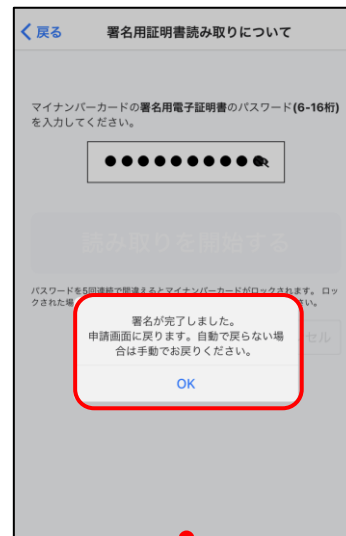 戻る 署名用証明書読み取りについて
マイナンバーカードの署名用電子証明書のパスワード(6-16桁)
を入力してください。
読み取りを開始する
パスワードを5回連続で間違えるとマイナンバーカードがロックされます。 ロッ
クされた場
さい。
セル
署名が完了しました。
申請画面に戻ります。自動で戻らない場
合は手動でお戻りください。
OK